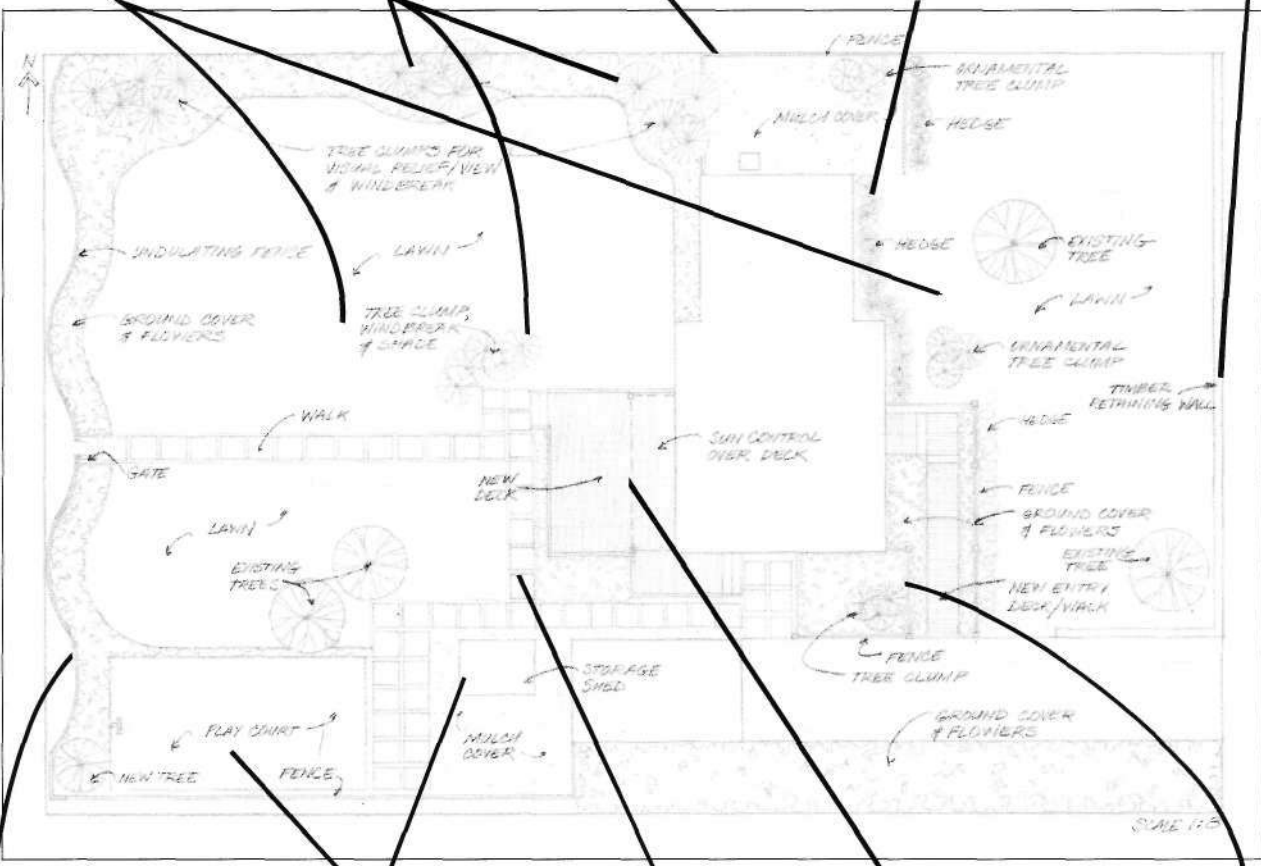 N
FENCE
ORNAMENTAL
TREE CLUMP
MULCH COVER
HEDGE
TREE CLUMPS FOR
VISUAL RELIEF/VIEW
& WINDBREAK
UNDULATING FENCE
LAWN
HEDGE
EXISTING
TREE
LAWN
GROUND COVER
& FLOWERS
TREE CLUMP,
WINDBREAK
& SHADE
ORNAMENTAL
TREE CLUMP
TIMBER
RETAINING WALL
WALK
SUN CONTROL
OVER DECK
HEDGE
GATE
NEW
DECK
FENCE
GROUND COVER
& FLOWERS
LAWN
EXISTING
TREES
EXISTING
TREE
NEW ENTRY
DECK/WALK
FENCE
TREE CLUMP
STORAGE
SHED
GROUND COVER
& FLOWERS
PLAY COURT
MULCH
COVER
NEW TREE
FENCE
SCALE 1:8